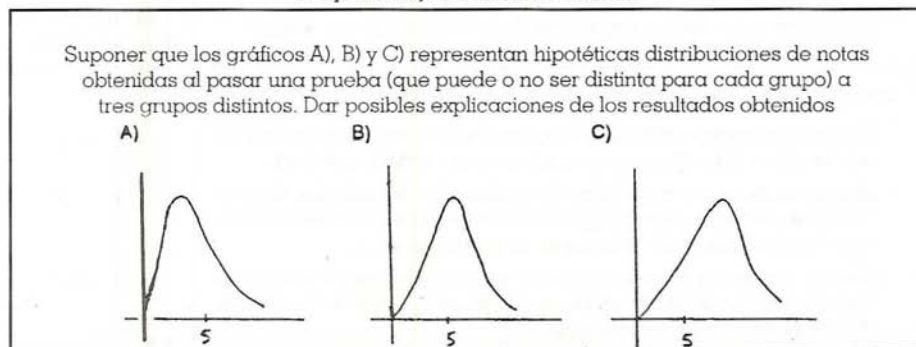 Suponer que los gráficos A), B) y C) representan hipotéticas distribuciones de notas
obtenidas al pasar una prueba (que puede o no ser distinta para cada grupo) a
tres grupos distintos. Dar posibles explicaciones de los resultados obtenidos
A) B) C)
5 5 5